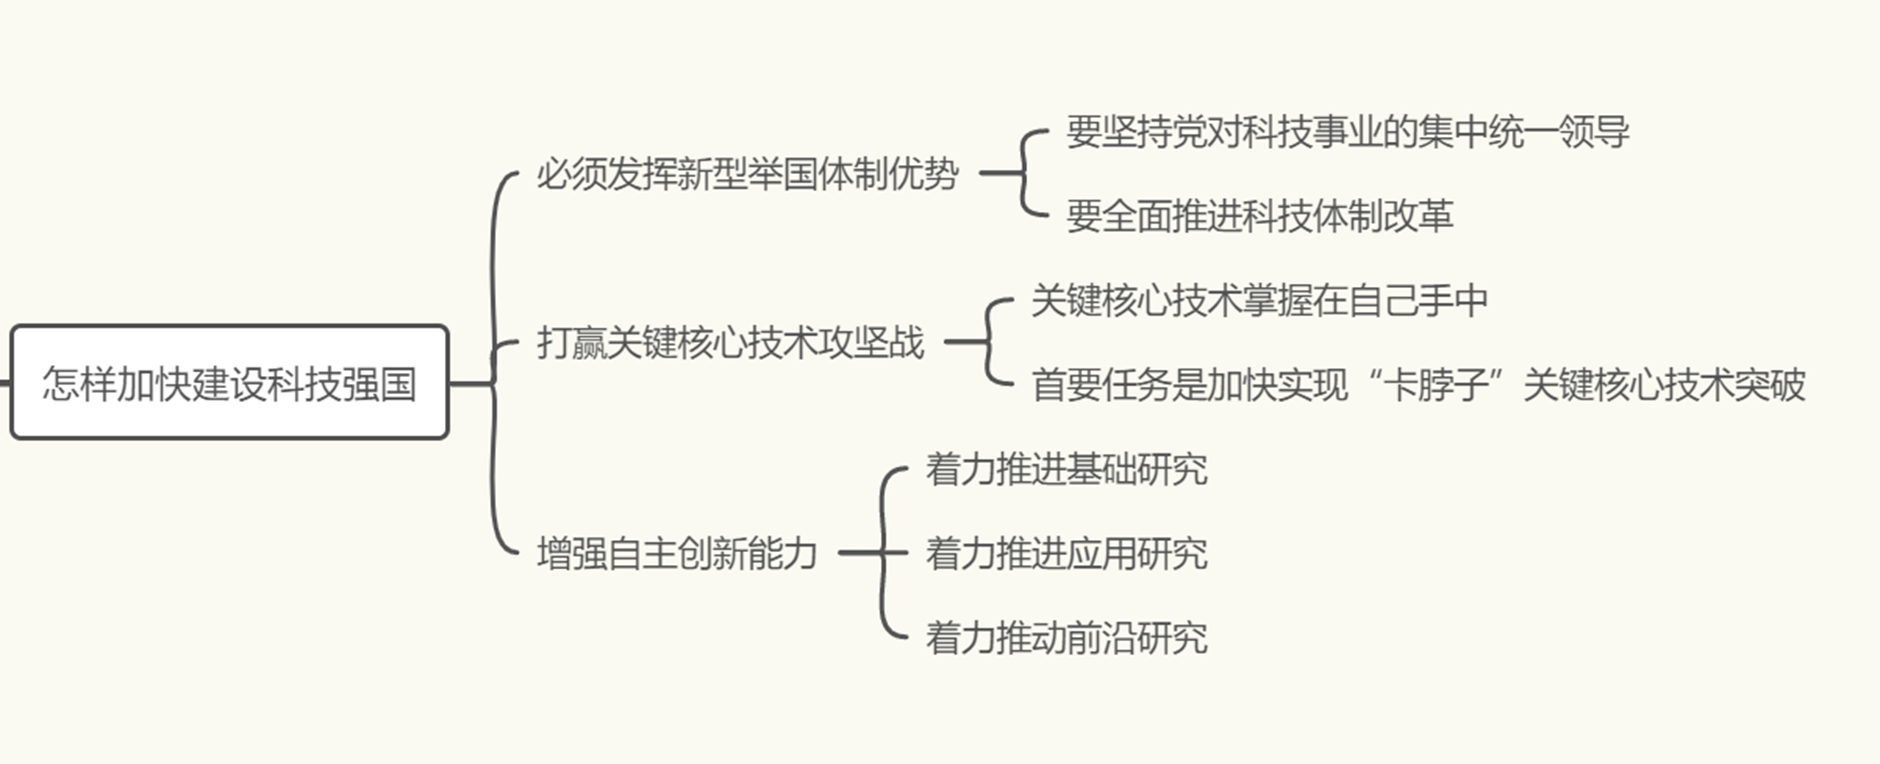 怎样加快建设科技强国
必须发挥新型举国体制优势
要坚持党对科技事业的集中统一领导
要全面推进科技体制改革
打赢关键核心技术攻坚战
关键核心技术掌握在自己手中
首要任务是加快实现“卡脖子”关键核心技术突破
增强自主创新能力
着力推进基础研究
着力推进应用研究
着力推动前沿研究